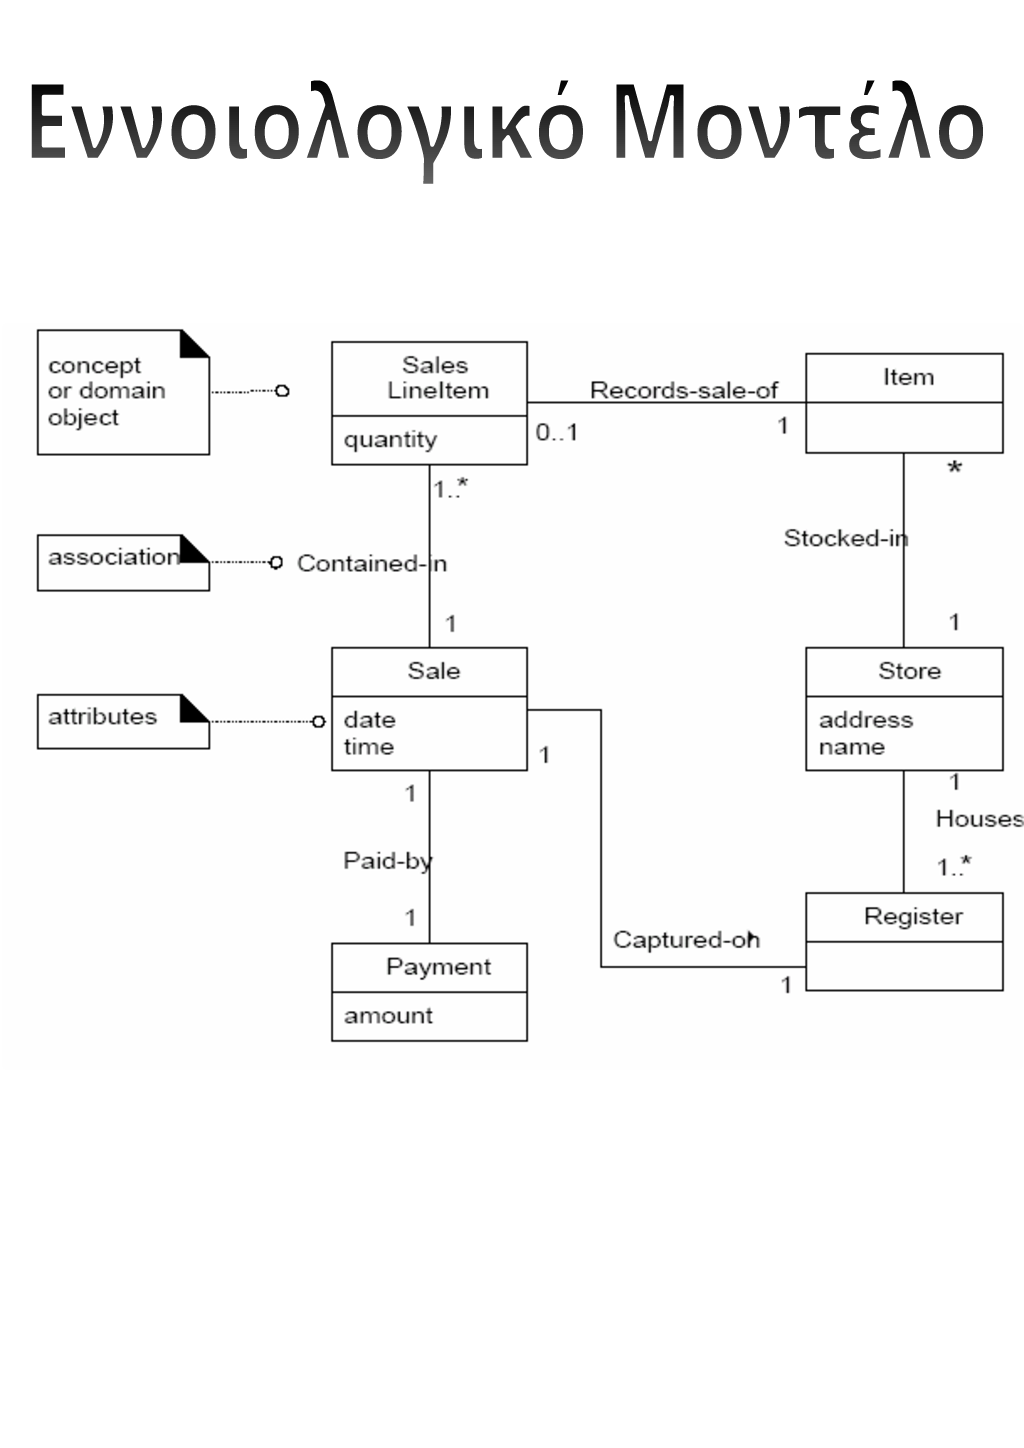 Εννοιολογικό Μοντέλο
concept
or domain
object
Sales
LineItem
quantity
Records-sale-of
0..1
1
Item
*
1..*
association
Contained-in
Stocked-in
1
1
Sale
date
time
attributes
Store
address
name
1
1
1
Houses
1..*
Paid-by
1
Payment
amount
Captured-on
1
Register